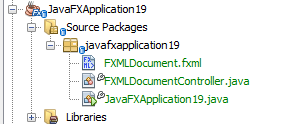 JavaFXApplication19
Source Packages
javafxapplication19
FXMLDocument.fxml
FXMLDocumentController.java
JavaFXApplication19.java
Libraries